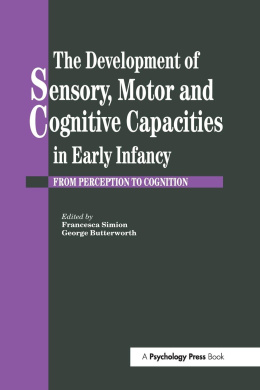 The Development of
Sensory, Motor and
Cognitive Capacities
in Early Infancy
FROM PERCEPTION TO COGNITION
Edited by
Francesca Simion
George Butterworth
A Psychology Press Book